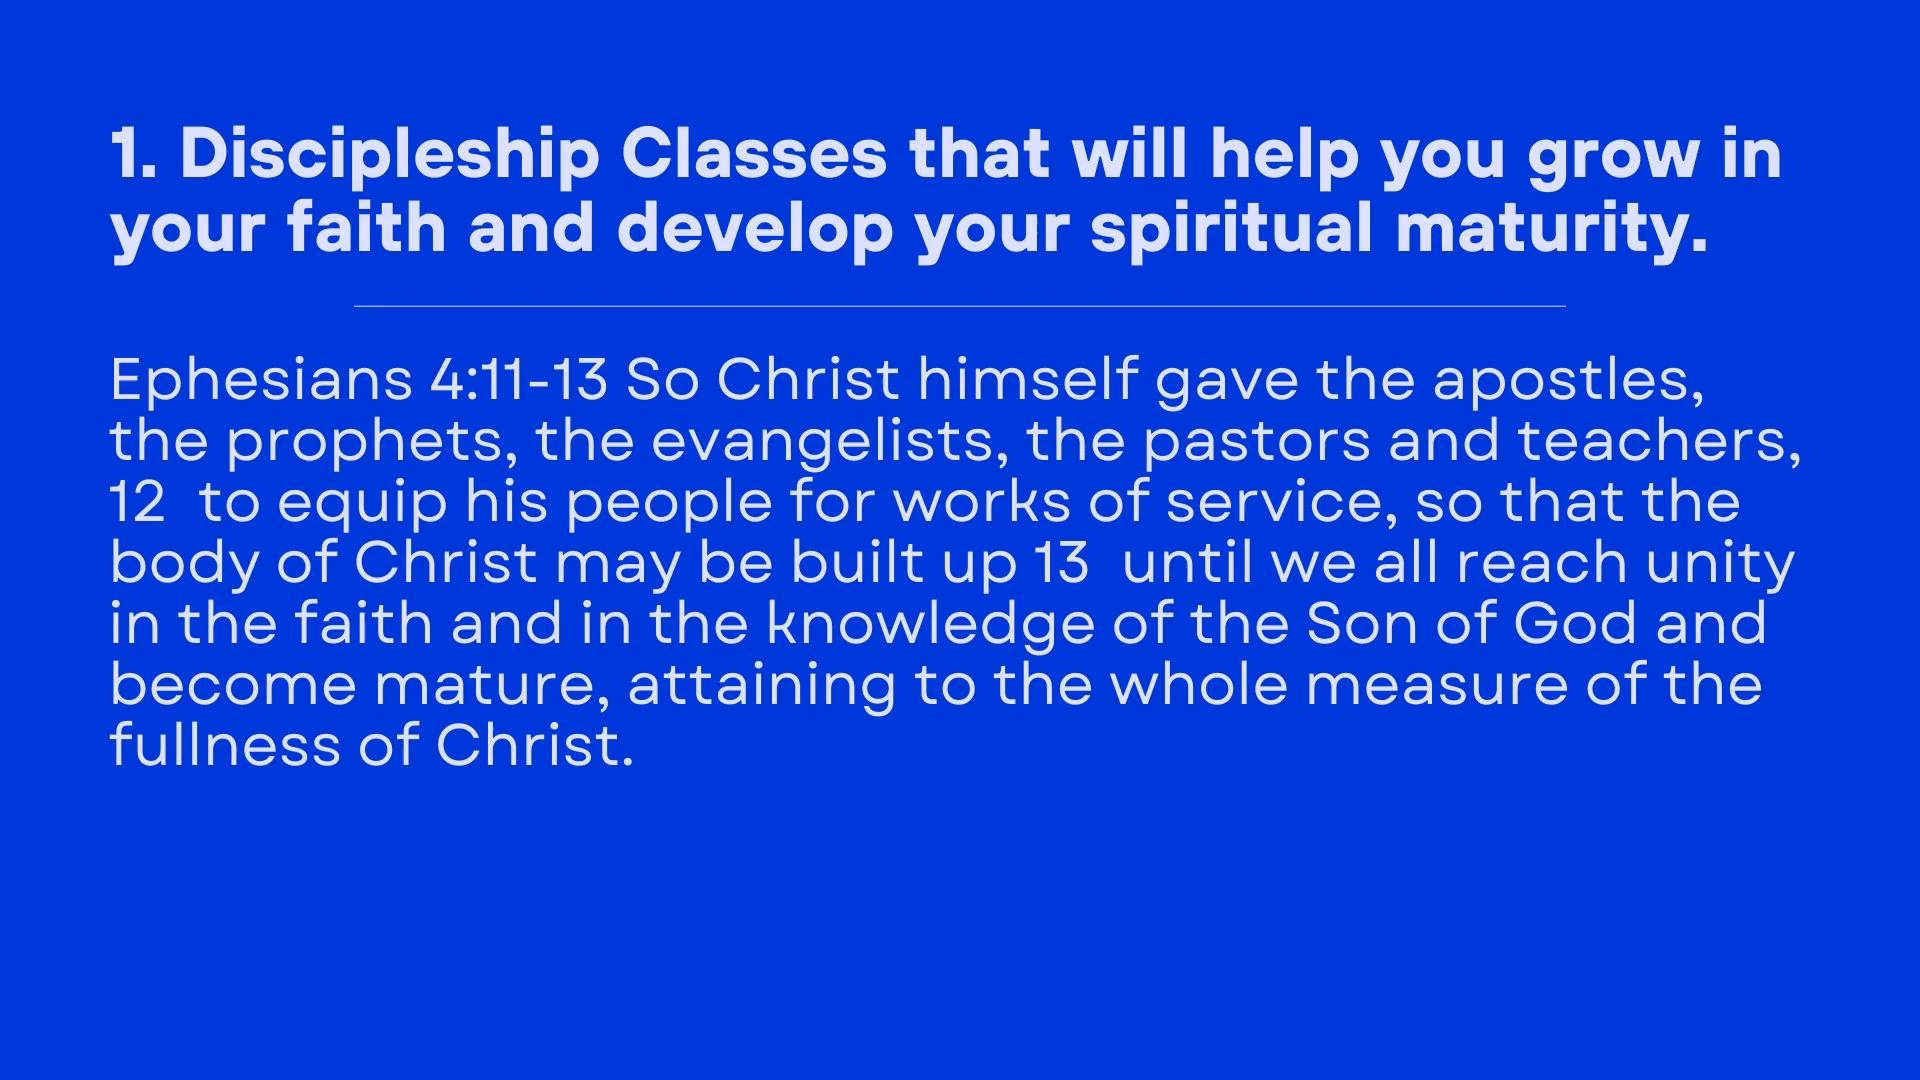 1. Discipleship Classes that will help you grow in
your faith and develop your spiritual maturity.
Ephesians 4:11-13 So Christ himself gave the apostles,
the prophets, the evangelists, the pastors and teachers,
12  to equip his people for works of service, so that the
body of Christ may be built up 13  until we all reach unity
in the faith and in the knowledge of the Son of God and
become mature, attaining to the whole measure of the
fullness of Christ.